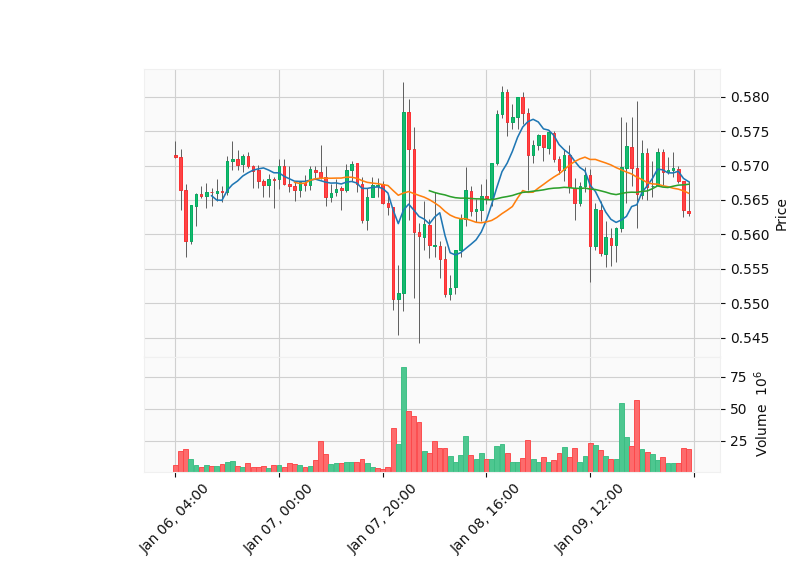 0.580
0.575
0.570
0.565
0.560
0.555
0.550
0.545
Price
75
50
25
Volume 10^6
Jan 06, 04:00
Jan 07, 00:00
Jan 07, 20:00
Jan 08, 16:00
Jan 09, 12:00